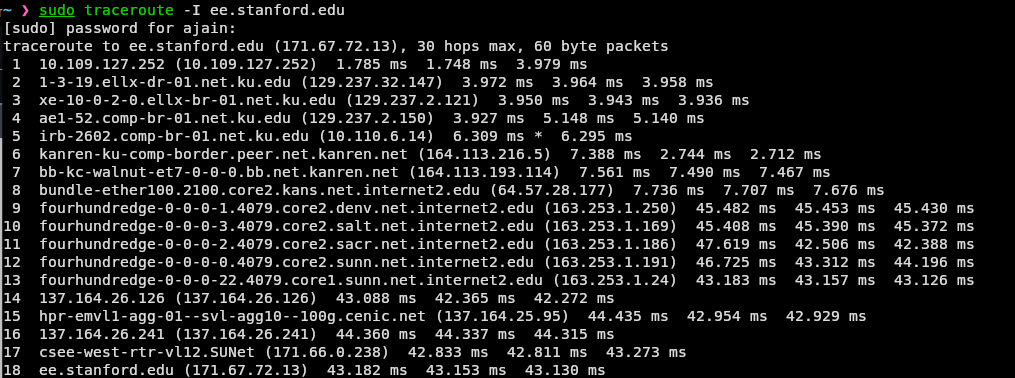 ~ ❯ sudo traceroute -I ee.stanford.edu
[sudo] password for ajain:
traceroute to ee.stanford.edu (171.67.72.13), 30 hops max, 60 byte packets
 1  10.109.127.252 (10.109.127.252)  1.785 ms  1.748 ms  3.979 ms
 2  1-3-19.ellx-dr-01.net.ku.edu (129.237.32.147)  3.972 ms  3.964 ms  3.958 ms
 3  xe-10-0-2-0.ellx-br-01.net.ku.edu (129.237.2.121)  3.950 ms  3.943 ms  3.936 ms
 4  ae1-52.comp-br-01.net.ku.edu (129.237.2.150)  3.927 ms  5.148 ms  5.140 ms
 5  irb-2602.comp-br-01.net.ku.edu (10.110.6.14)  6.309 ms *  6.295 ms
 6  kanren-ku-comp-border.peer.net.kanren.net (164.113.216.5)  7.388 ms  2.744 ms  2.712 ms
 7  bb-kc-walnut-et7-0-0-0.bb.net.kanren.net (164.113.193.114)  7.561 ms  7.490 ms  7.467 ms
 8  bundle-ether100.2100.core2.kans.net.internet2.edu (64.57.28.177)  7.736 ms  7.707 ms  7.676 ms
 9  fourhundredge-0-0-0-1.4079.core2.denv.net.internet2.edu (163.253.1.250)  45.482 ms  45.453 ms  45.430 ms
10  fourhundredge-0-0-0-3.4079.core2.salt.net.internet2.edu (163.253.1.169)  45.408 ms  45.390 ms  45.372 ms
11  fourhundredge-0-0-0-2.4079.core2.sacr.net.internet2.edu (163.253.1.186)  47.619 ms  42.506 ms  42.388 ms
12  fourhundredge-0-0-0-0.4079.core2.sunn.net.internet2.edu (163.253.1.191)  46.725 ms  43.312 ms  44.196 ms
13  fourhundredge-0-0-0-22.4079.core1.sunn.net.internet2.edu (163.253.1.24)  43.183 ms  43.157 ms  43.126 ms
14  137.164.26.126 (137.164.26.126)  43.088 ms  42.365 ms  42.272 ms
15  hpr-emvl1-agg-01--svl-agg10--100g.cenic.net (137.164.25.95)  44.435 ms  42.954 ms  42.929 ms
16  137.164.26.241 (137.164.26.241)  44.360 ms  44.337 ms  44.315 ms
17  csee-west-rtr-vl12.SUNet (171.66.0.238)  42.833 ms  42.811 ms  43.273 ms
18  ee.stanford.edu (171.67.72.13)  43.182 ms  43.153 ms  43.130 ms